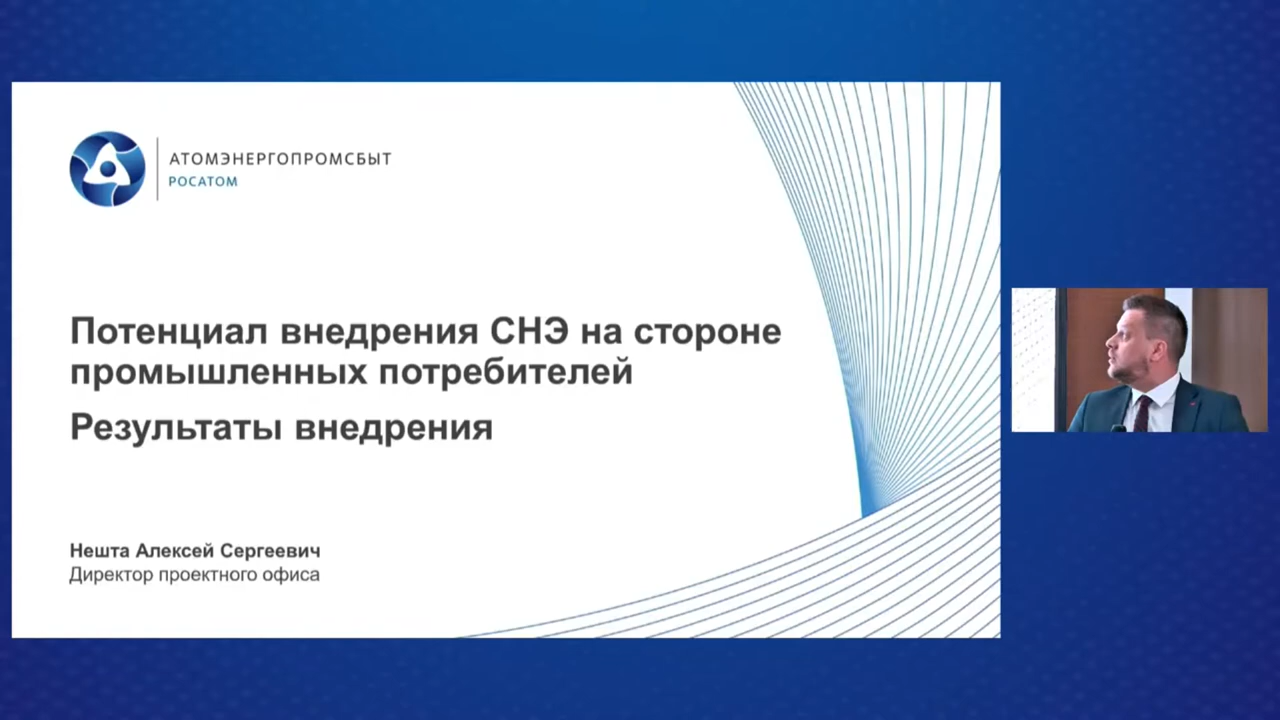 АТОМЭНЕРГОПРОМСБЫТ
РОСАТОМ
Потенциал внедрения СНЭ на стороне
промышленных потребителей
Результаты внедрения
Нешта Алексей Сергеевич
Директор проектного офиса